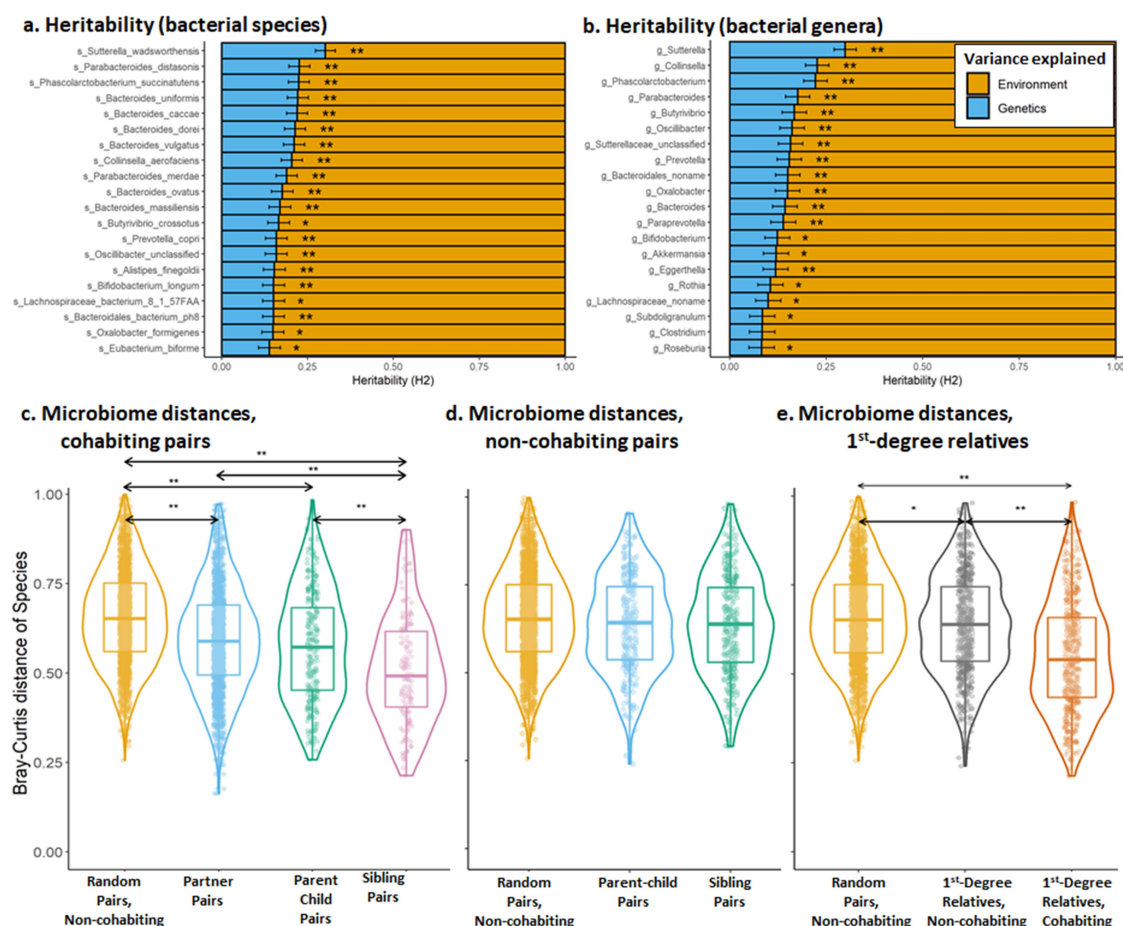 a. Heritability (bacterial species)
s_Sutterella_wadsworthensis
**
s_Parabacteroides_distasonis
**
s_Phascolarctobacterium_succinatutens
**
s_Bacteroides_uniformis
**
s_Bacteroides_caccae
**
s_Bacteroides_dorei
**
s_Bacteroides_vulgatus
**
s_Collinsella_aerofaciens
**
s_Parabacteroides_merdae
**
s_Bacteroides_ovatus
**
s_Bacteroides_massiliensis
**
s_Butyrivibrio_crossotus
*
s_Prevotella_copri
**
s_Oscillibacter_unclassified
**
s_Alistipes_finegoldii
**
s_Bifidobacterium_longum
**
s_Lachnospiraceae_bacterium_8_1_57FAA
*
s_Bacteroidales_bacterium_ph8
**
s_Oxalobacter_formigenes
*
s_Eubacterium_biforme
*
0.00 0.25 0.50 0.75 1.00
Heritability (H2)
b. Heritability (bacterial genera)
g_Sutterella
**
g_Collinsella
**
g_Phascolarctobacterium
**
g_Parabacteroides
**
g_Butyrivibrio
**
g_Oscillibacter
**
g_Sutterellaceae_unclassified
**
g_Prevotella
**
g_Bacteroidales_noname
**
g_Oxalobacter
**
g_Bacteroides
**
g_Paraprevotella
**
g_Bifidobacterium
*
g_Akkermansia
*
g_Eggerthella
**
g_Rothia
*
g_Lachnospiraceae_noname
*
g_Subdoligranulum
*
g_Clostridium
g_Roseburia
*
0.00 0.25 0.50 0.75 1.00
Heritability (H2)
Variance explained
Environment
Genetics
c. Microbiome distances,
cohabiting pairs
**
**
**
**
**
Bray-Curtis distance of Species
1.00
0.75
0.50
0.25
0.00
Random
Pairs,
Non-cohabiting
Partner
Pairs
Parent
Child
Pairs
Sibling
Pairs
d. Microbiome distances,
non-cohabiting pairs
Random
Pairs,
Non-cohabiting
Parent-child
Pairs
Sibling
Pairs
e. Microbiome distances,
1st-degree relatives
**
*
**
Random
Pairs,
Non-cohabiting
1st-Degree
Relatives,
Non-cohabiting
1st-Degree
Relatives,
Cohabiting